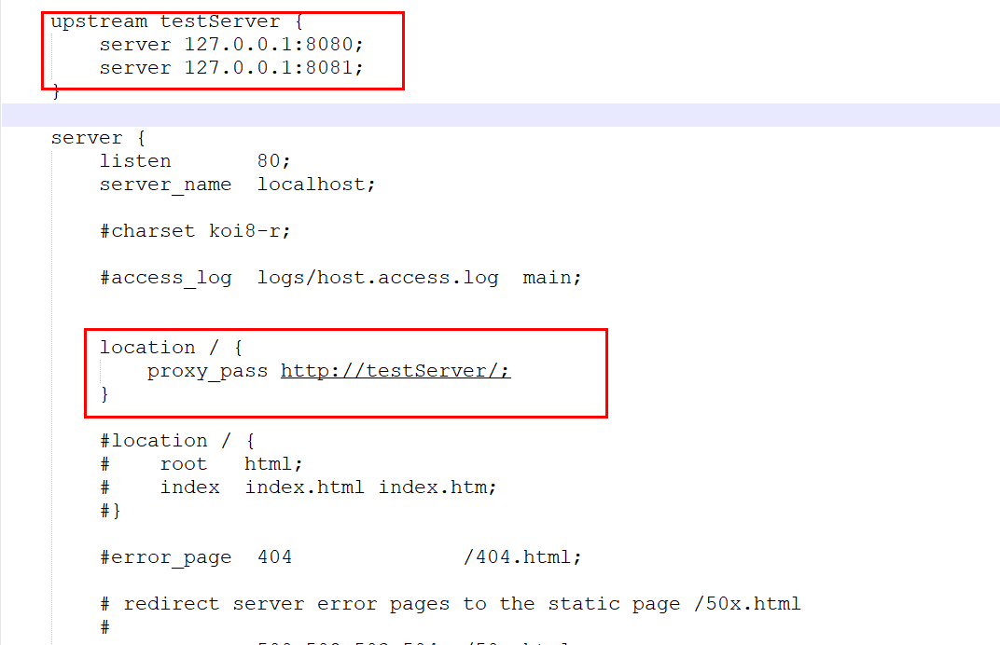 upstream testServer {
server 127.0.0.1:8080;
server 127.0.0.1:8081;
}
server {
listen       80;
server_name  localhost;
#charset koi8-r;
#access_log  logs/host.access.log  main;
location / {
proxy_pass http://testServer/;
}
#location / {
#    root   html;
#    index  index.html index.htm;
#}
#error_page  404              /404.html;
# redirect server error pages to the static page /50x.html
#